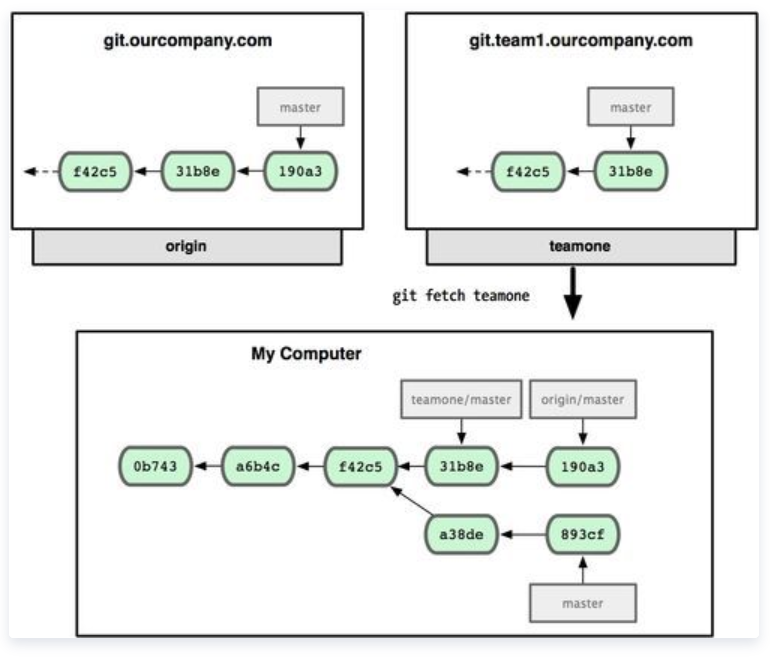 git.ourcompany.com
master
f42c5 31b8e 190a3
origin
git.team1.ourcompany.com
master
f42c5 31b8e
teamone
git fetch teamone
My Computer
teamone/master origin/master
0b743 a6b4c f42c5 31b8e 190a3
a38de 893cf
master